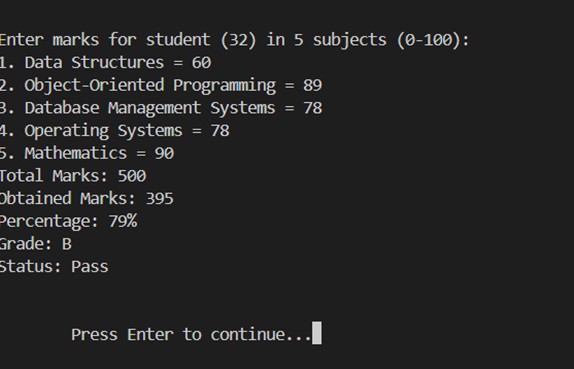 Enter marks for student (32) in 5 subjects (0-100):
1. Data Structures = 60
2. Object-Oriented Programming = 89
3. Database Management Systems = 78
4. Operating Systems = 78
5. Mathematics = 90
Total Marks: 500
Obtained Marks: 395
Percentage: 79%
Grade: B
Status: Pass
Press Enter to continue...